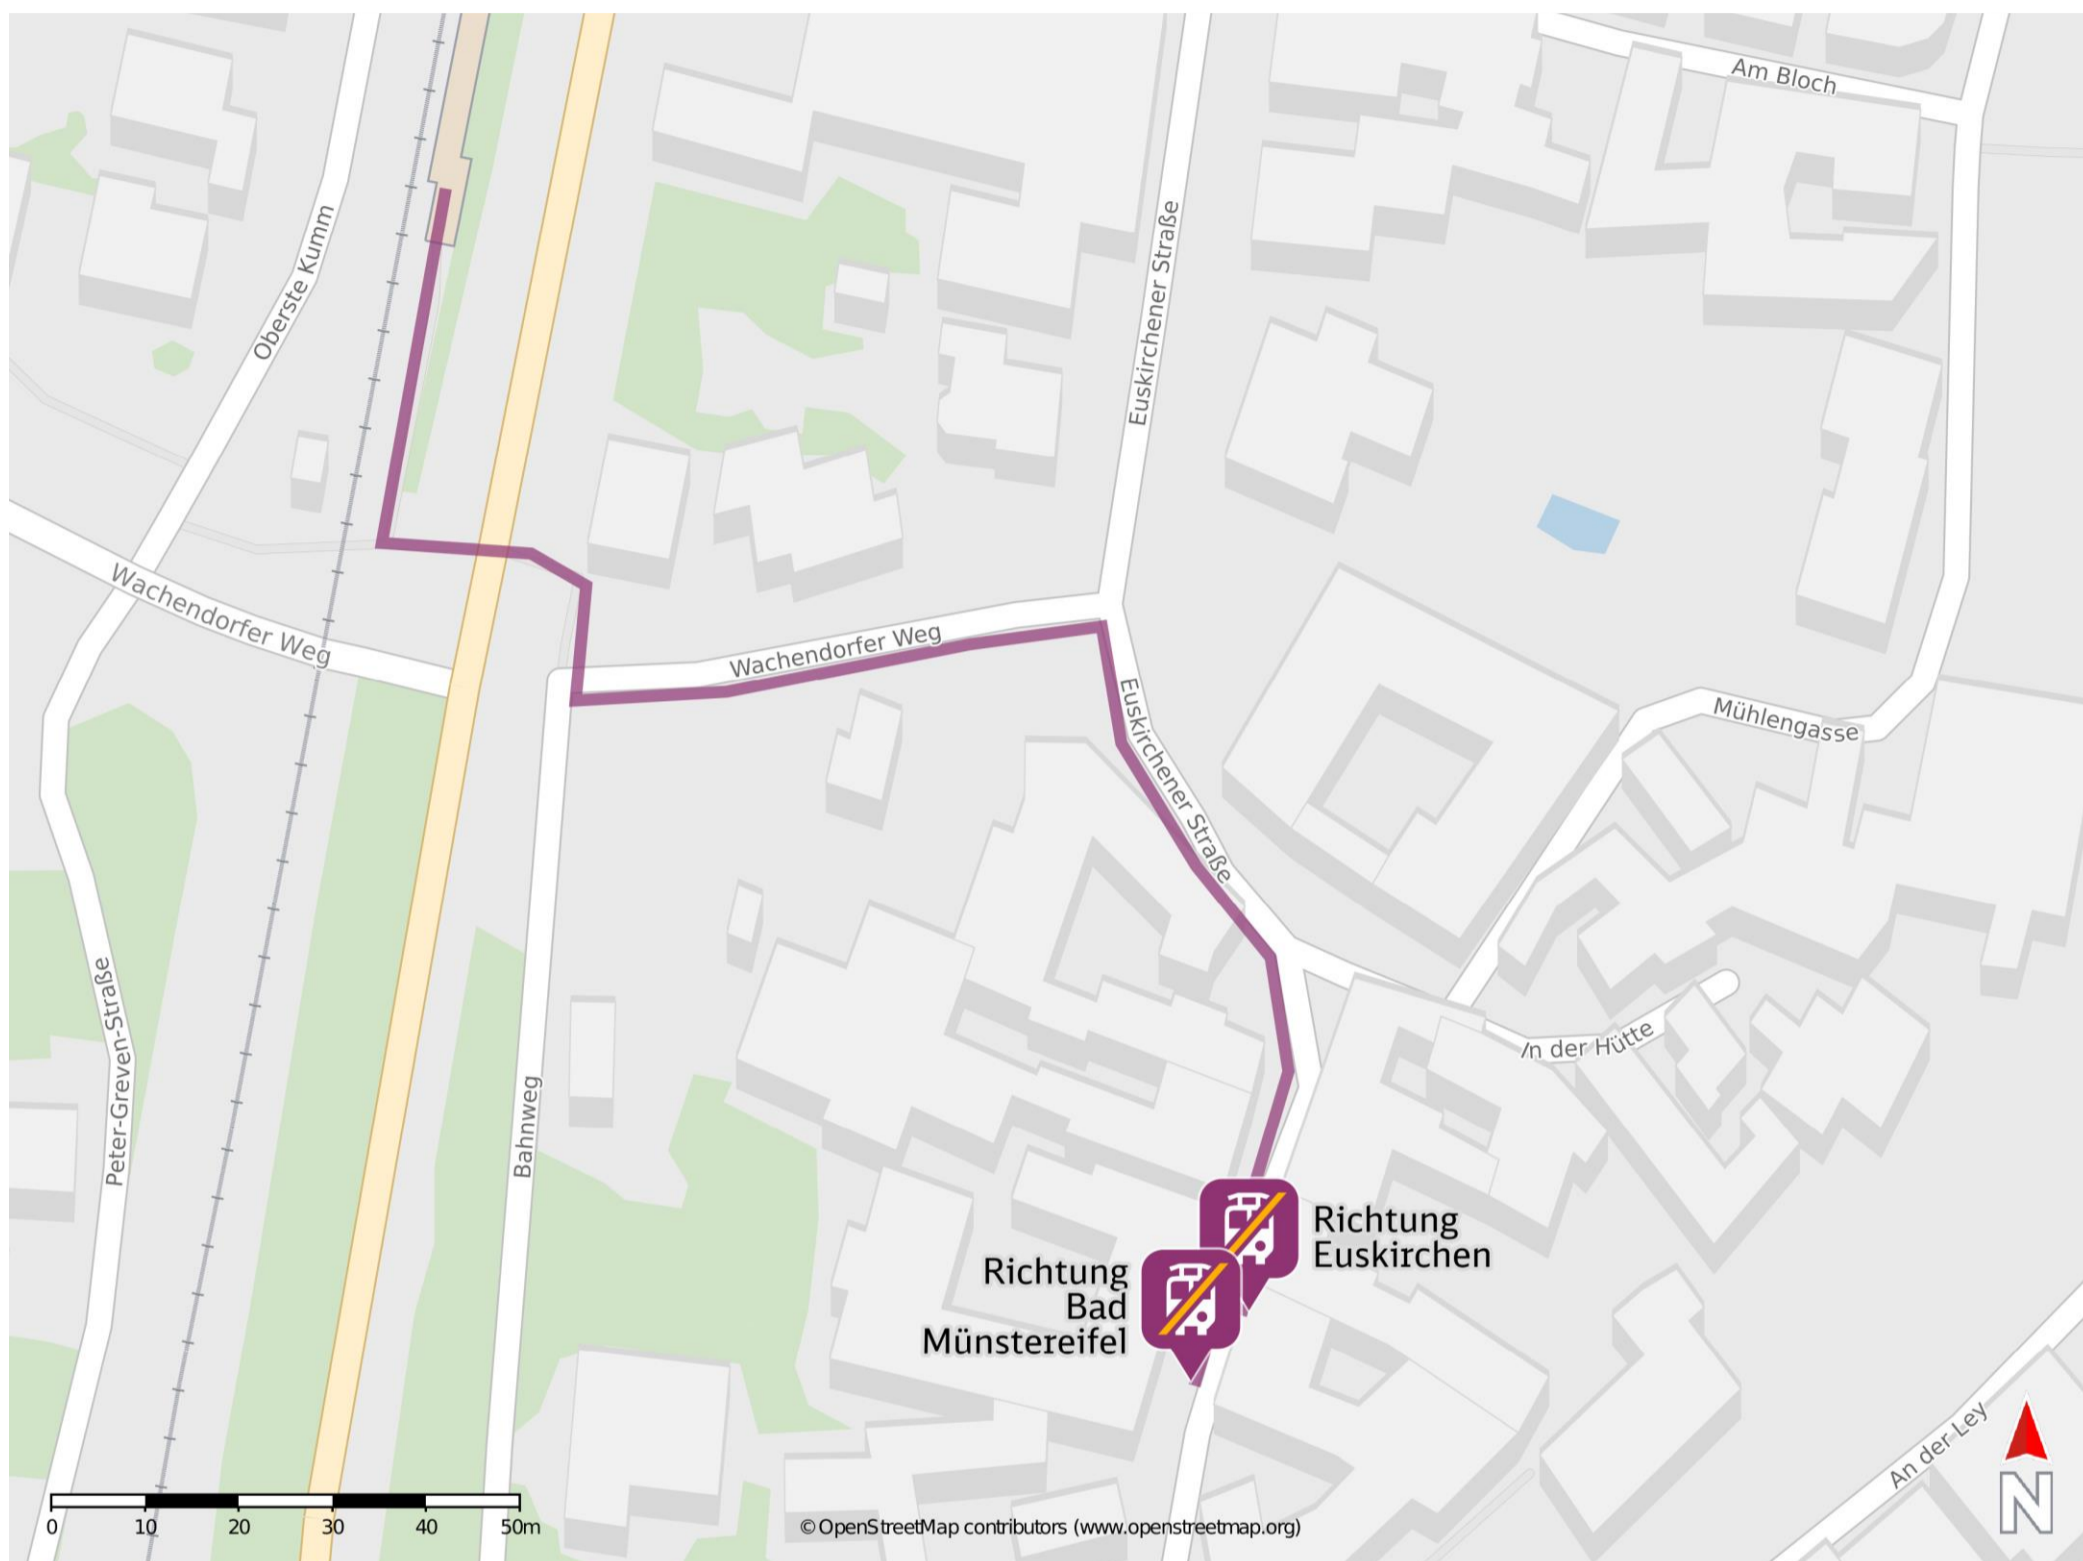 Am Bloch
Oberste Kumm
Euskirchener Straße
Wachendorfer Weg
Wachendorfer Weg
Euskirchener Straße
Mühlengasse
Peter-Greven-Straße
In der Hütte
Bahnweg
Richtung
Euskirchen
Richtung
Bad
Münstereifel
An der Ley
N
0 10 20 30 40 50m
© OpenStreetMap contributors (www.openstreetmap.org)